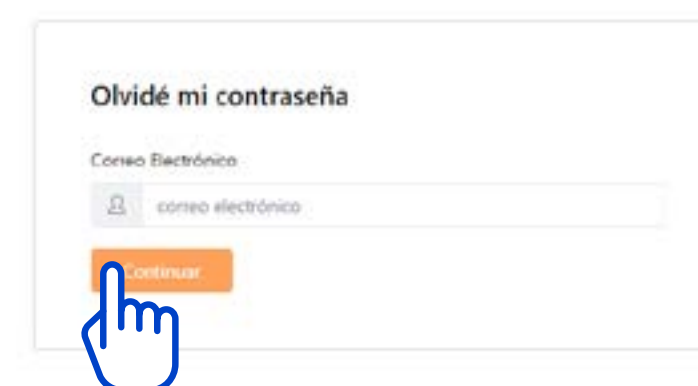 Olvidé mi contraseña
Correo Electrónico
correo electrónico
Continuar